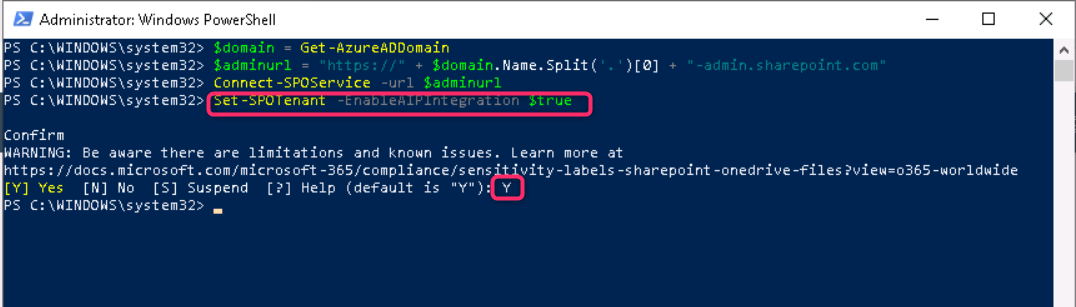 Administrator: Windows PowerShell
PS C:\WINDOWS\system32> $domain = Get-AzureADDomain
PS C:\WINDOWS\system32> $adminurl = "https://" + $domain.Name.Split('.')[0] + "-admin.sharepoint.com"
PS C:\WINDOWS\system32> Connect-SPOService -url $adminurl
PS C:\WINDOWS\system32> Set-SPOTenant -EnableAIPIntegration $true
Confirm
WARNING: Be aware there are limitations and known issues. Learn more at
https://docs.microsoft.com/microsoft-365/compliance/sensitivity-labels-sharepoint-onedrive-files?view=o365-worldwide
[Y] Yes  [N] No  [S] Suspend  [?] Help (default is "Y"): Y
PS C:\WINDOWS\system32>